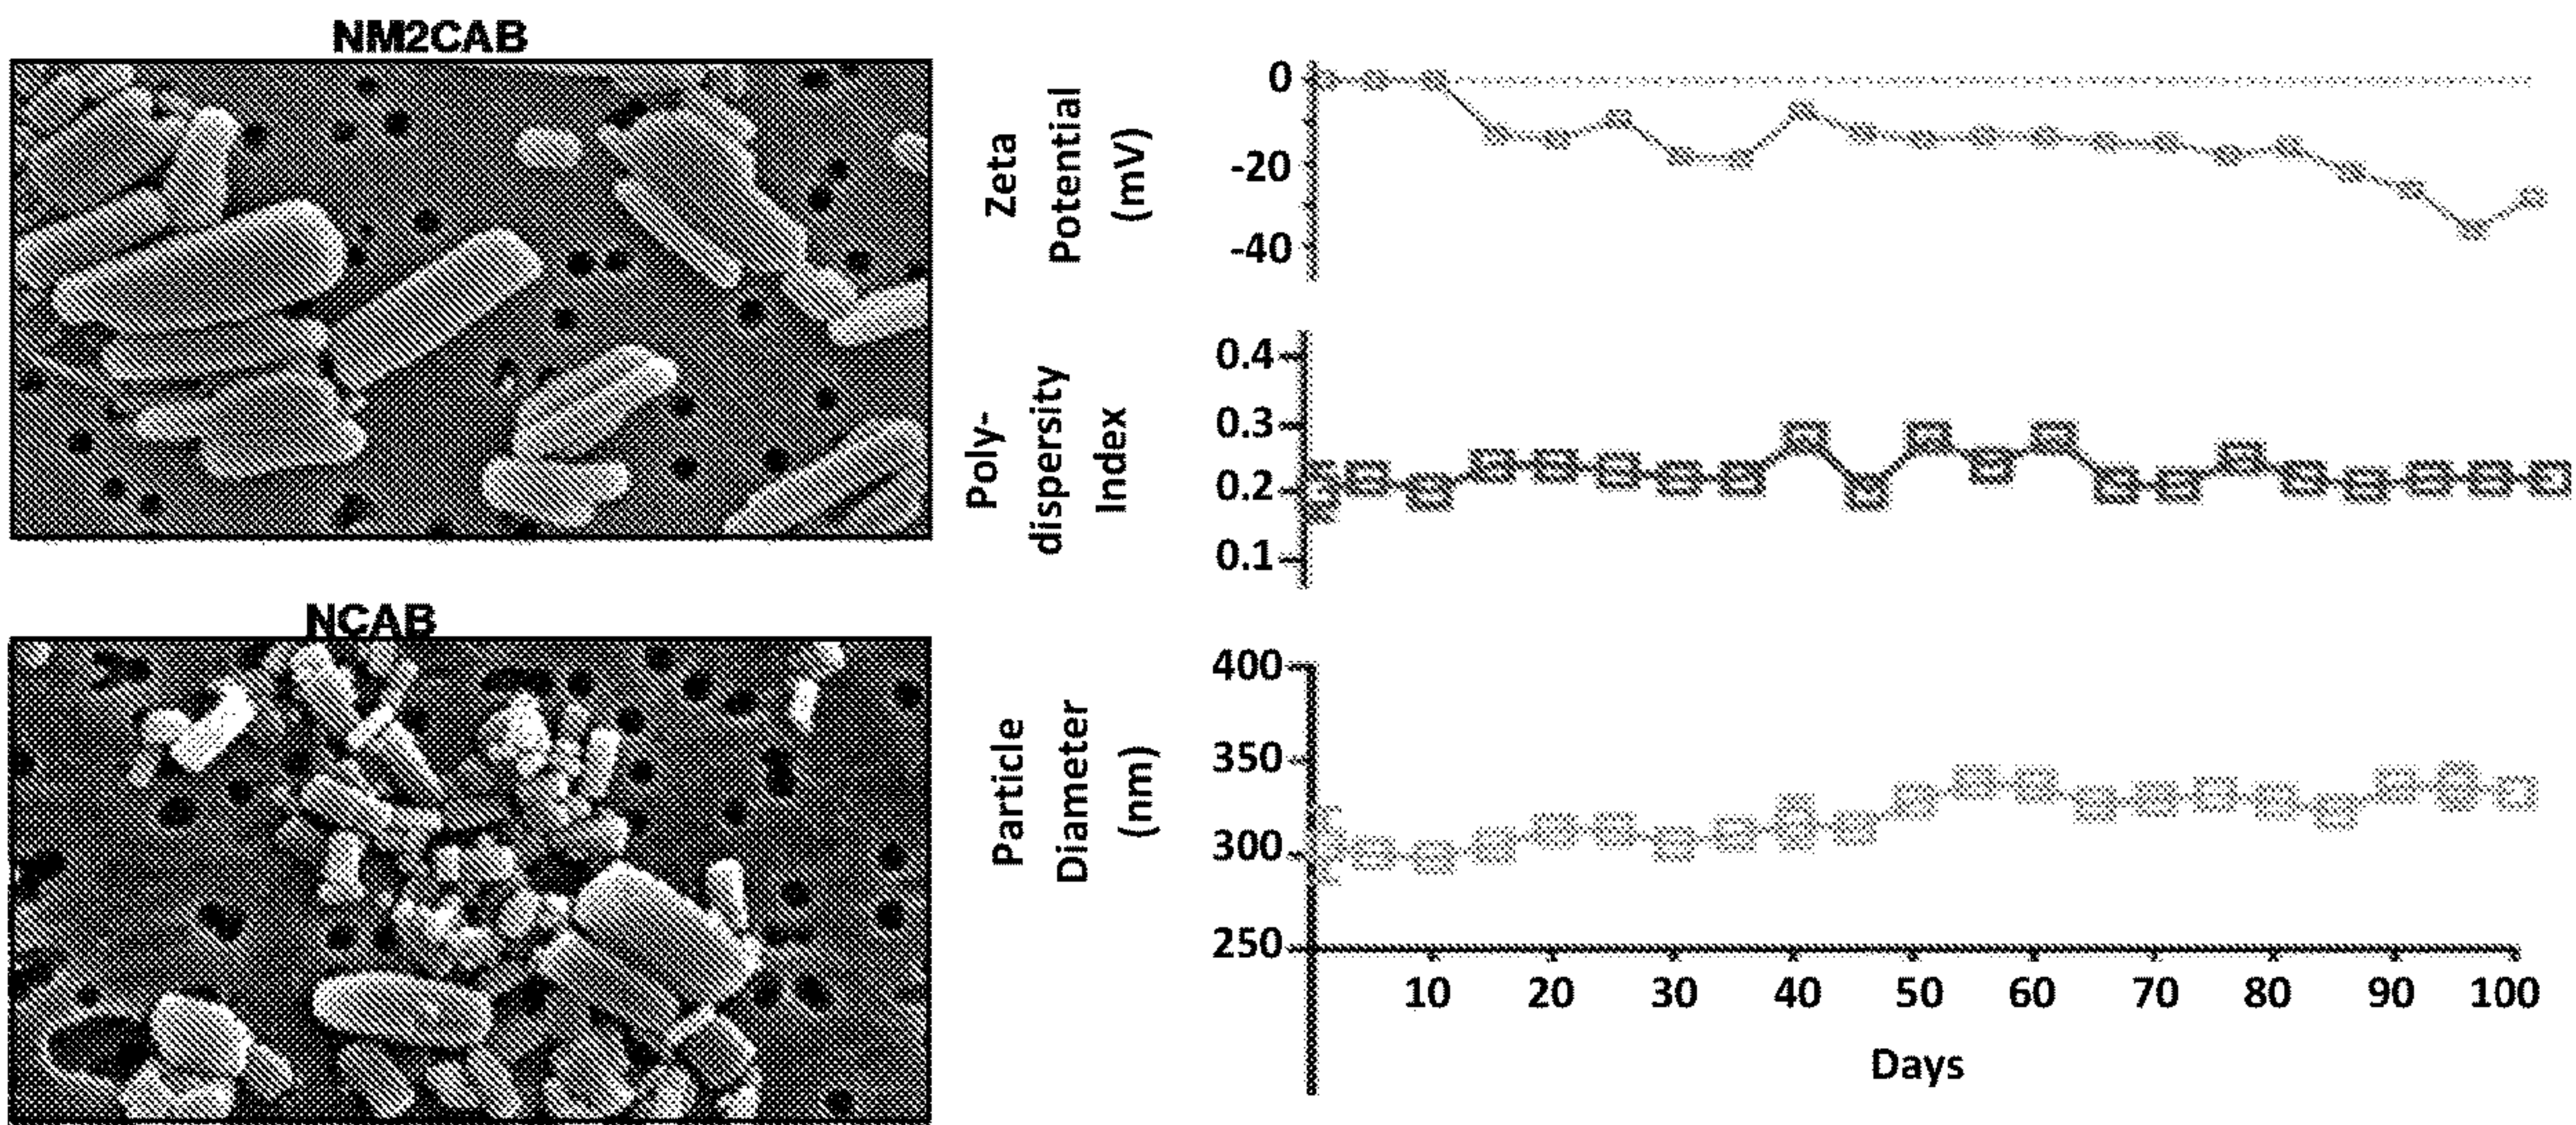 NM2CAB
NCAB
Zeta
Potential
(mV)
0
-20
-40
Poly-
dispersity
Index
0.4
0.3
0.2
0.1
Particle
Diameter
(nm)
400
350
300
250
10 20 30 40 50 60 70 80 90 100
Days